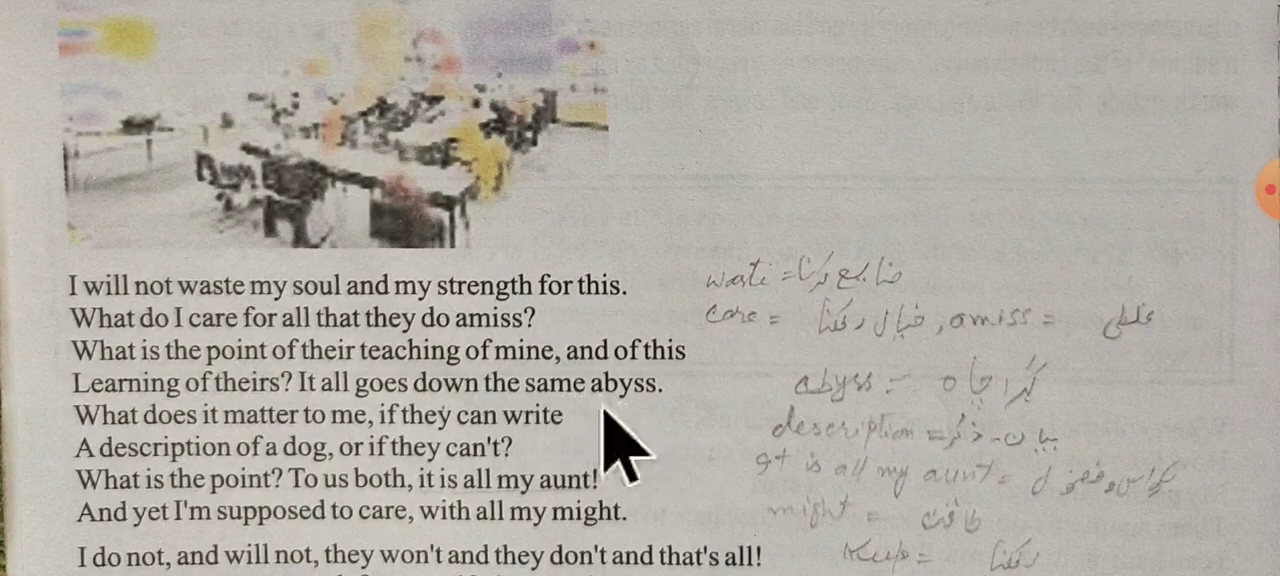 I will not waste my soul and my strength for this.
waste = ضایع کرنا
What do I care for all that they do amiss?
care = خیال رکھنا , amiss = غلطی
What is the point of their teaching of mine, and of this
Learning of theirs? It all goes down the same abyss.
abyss = گہرا چاہ
What does it matter to me, if they can write
description = بیان - ذکر
A description of a dog, or if they can't?
What is the point? To us both, it is all my aunt!
It is all my aunt =
And yet I'm supposed to care, with all my might.
might = طاقت
I do not, and will not, they won't and they don't and that's all!
Keep = رکھنا